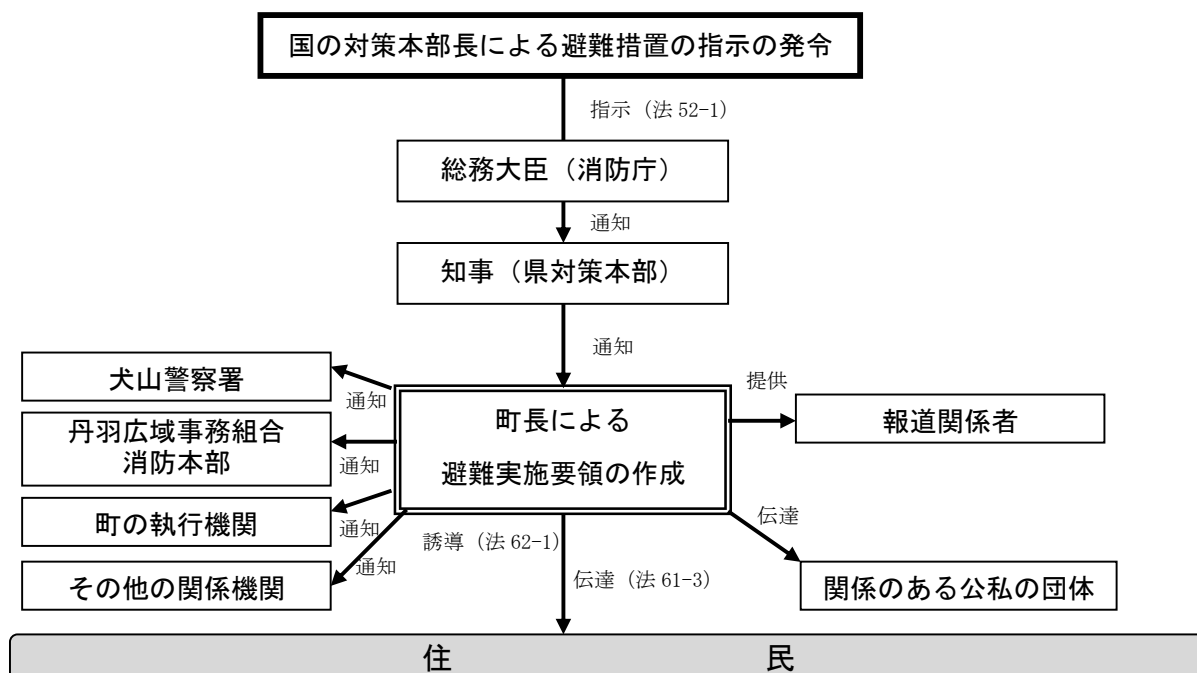 国の対策本部長による避難措置の指示の発令
指示（法 52-1）
総務大臣（消防庁）
通知
知事（県対策本部）
通知
犬山警察署
通知
丹羽広域事務組合
消防本部
通知
町の執行機関
通知
その他の関係機関
通知
町長による
避難実施要領の作成
提供
報道関係者
伝達
関係のある公私の団体
誘導（法 62-1）
伝達（法 61-3）
住　民